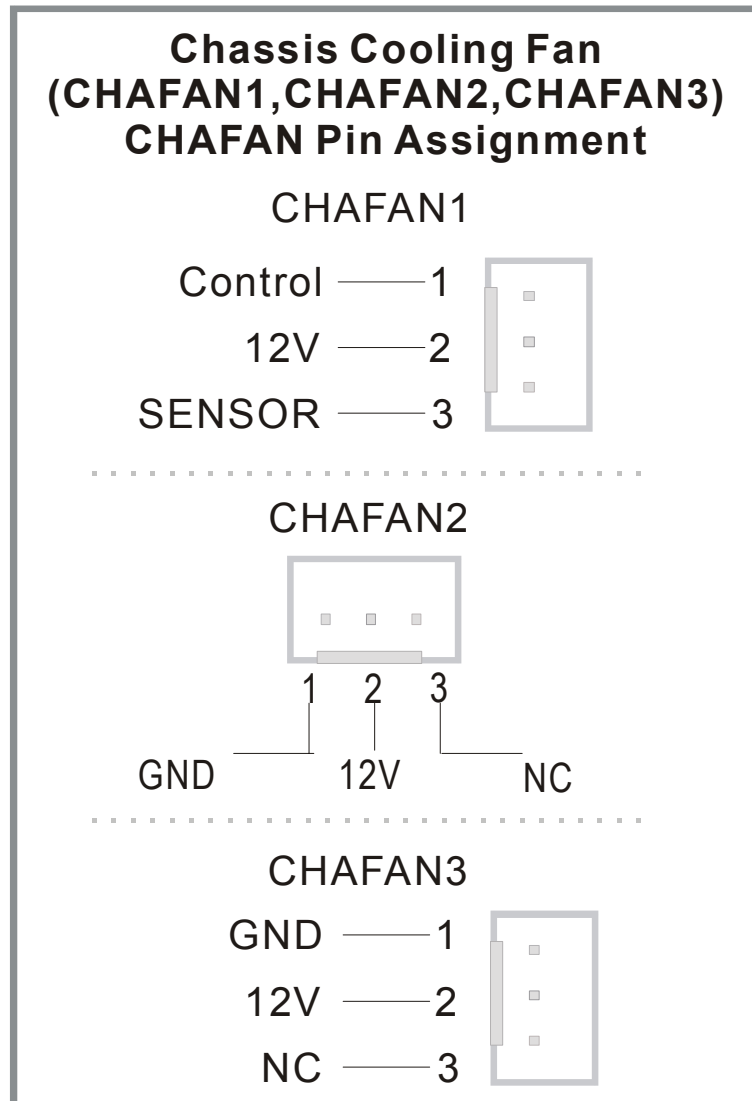 Chassis Cooling Fan
(CHAFAN1,CHAFAN2,CHAFAN3)
CHAFAN Pin Assignment
CHAFAN1
Control 1
12V 2
SENSOR 3
CHAFAN2
1 2 3
GND 12V NC
CHAFAN3
GND 1
12V 2
NC 3